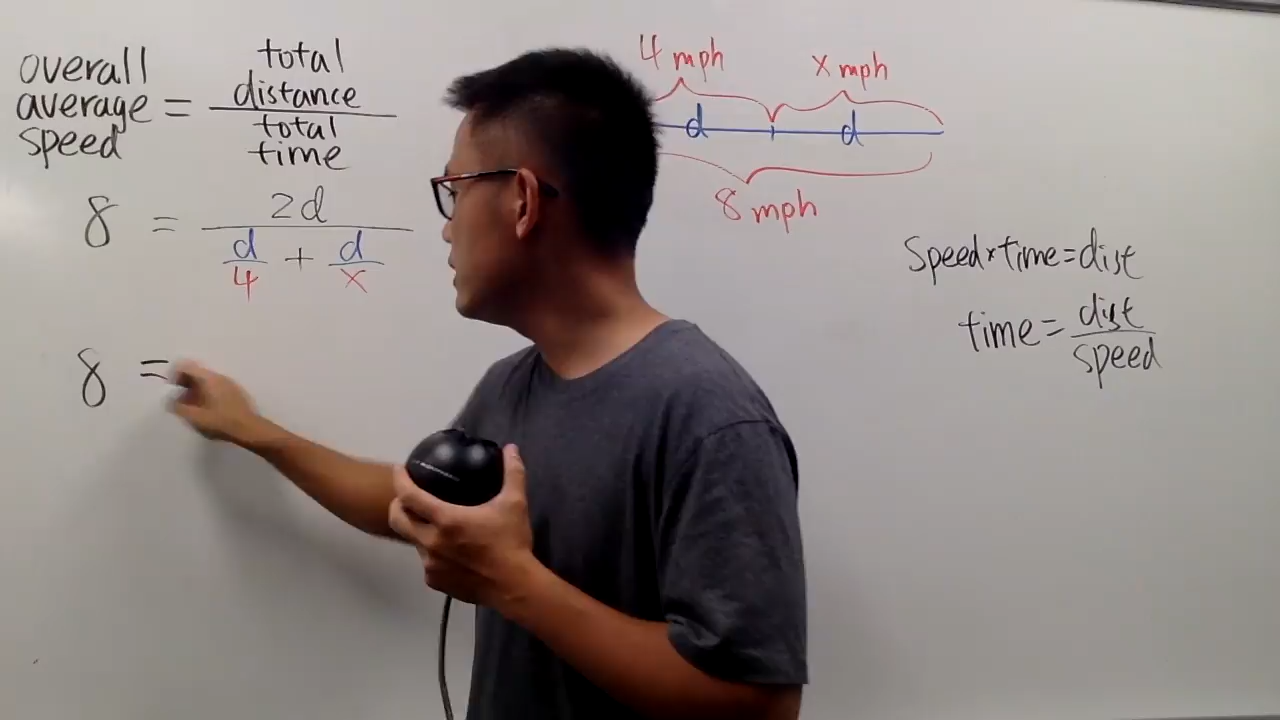 overall
average
speed
=
total
distance
total
time
8 = 2d
d/4 + d/x
8 =
4 mph
x mph
d
d
8 mph
Speed×time=dist
time= dist
speed